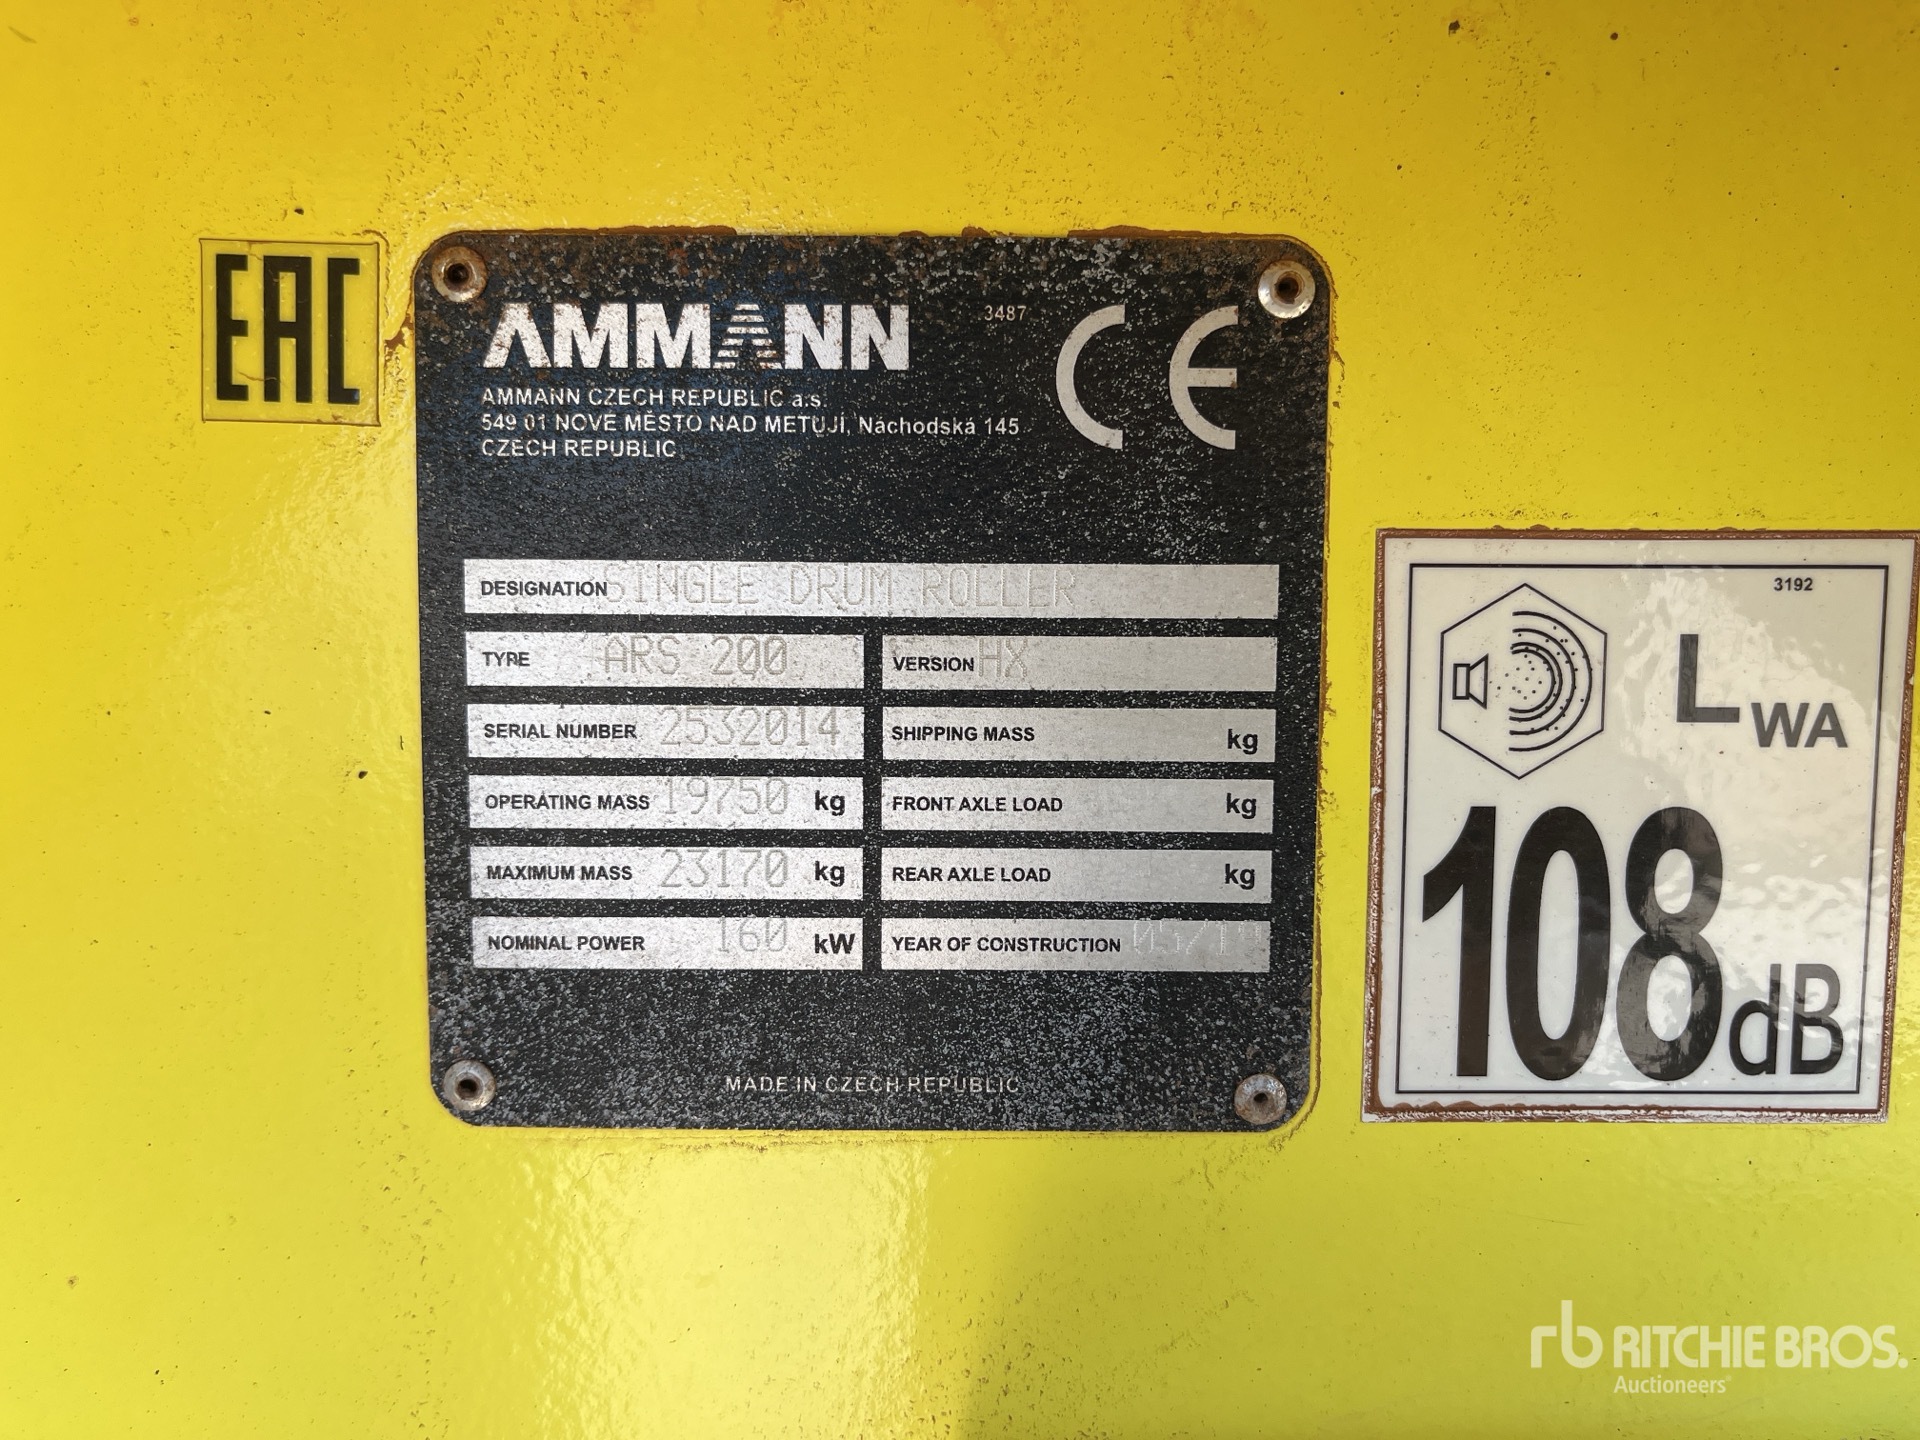 EAC
AMMANN
3487
CE
AMMANN CZECH REPUBLIC a.s.
549 01 NOVÉ MĚSTO NAD METUJÍ, Náchodská 145
CZECH REPUBLIC
DESIGNATION SINGLE DRUM ROLLER
TYPE ARS 200
VERSION HX
SERIAL NUMBER 2532014
SHIPPING MASS kg
OPERATING MASS 19750 kg
FRONT AXLE LOAD kg
MAXIMUM MASS 23170 kg
REAR AXLE LOAD kg
NOMINAL POWER 160 kW
YEAR OF CONSTRUCTION
MADE IN CZECH REPUBLIC
3192
LWA
108dB
rb RITCHIE BROS.
Auctioneers